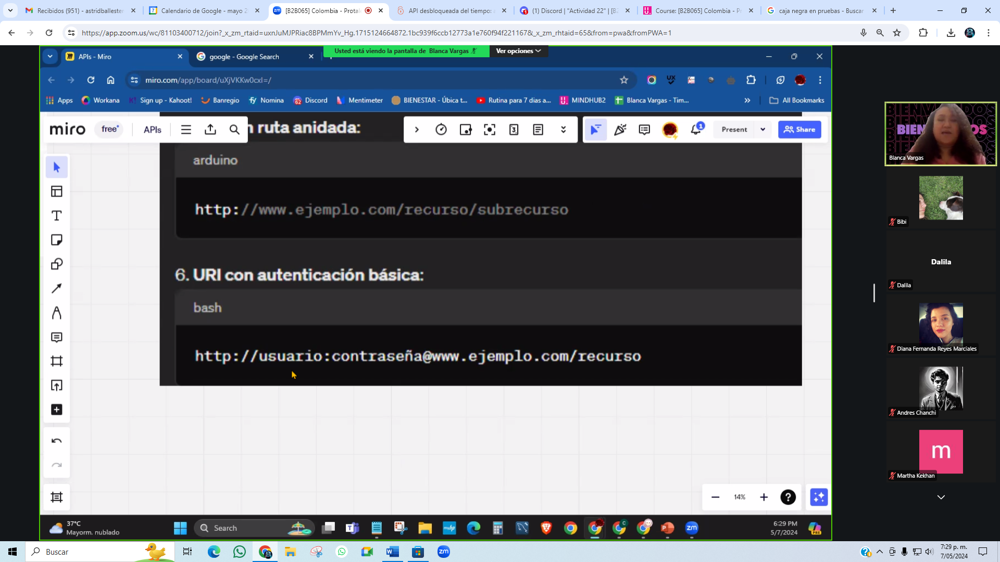 Recibidos (951) - astridballester
Calendario de Google - mayo 2
[B2B065] Colombia - Protale
API desbloqueada del tiempo: a
(1) Discord | "Actividad 22" | [B2
Course: [B2B065] Colombia - Pr
caja negra en pruebas - Buscar
https://app.zoom.us/wc/81103400712/join?_x_zm_rtaid=uxnJuMJPRiac8BPMmYv_Hg.1715124664872.1bc939f6ccb12773a1e760f94f221167&_x_zm_rhtaid=65&from=pwa&fromPWA=1
APIs - Miro
google - Google Search
Usted está viendo la pantalla de Blanca Vargas
Ver opciones
miro.com/app/board/uXjVKKw0cxI=/
Apps
Workana
Sign up - Kahoot!
Banregio
Nomina
Discord
Mentimeter
BIENESTAR - Úbica t...
Rutina para 7 dias a...
MINDHUB2
Blanca Vargas - Tim...
All Bookmarks
miro
free
APIs
n ruta anidada:
Present
Share
arduino
http://www.ejemplo.com/recurso/subrecurso
6. URI con autenticación básica:
bash
http://usuario:contraseña@www.ejemplo.com/recurso
14%
37°C
Mayorm. nublado
Search
6:29 PM
5/7/2024
Blanca Vargas
Bibi
Dalila
Dalila
Diana Fernanda Reyes Marciales
Andres Chanchi
m
Martha Kekhan
Buscar
7:29 p. m.
7/05/2024